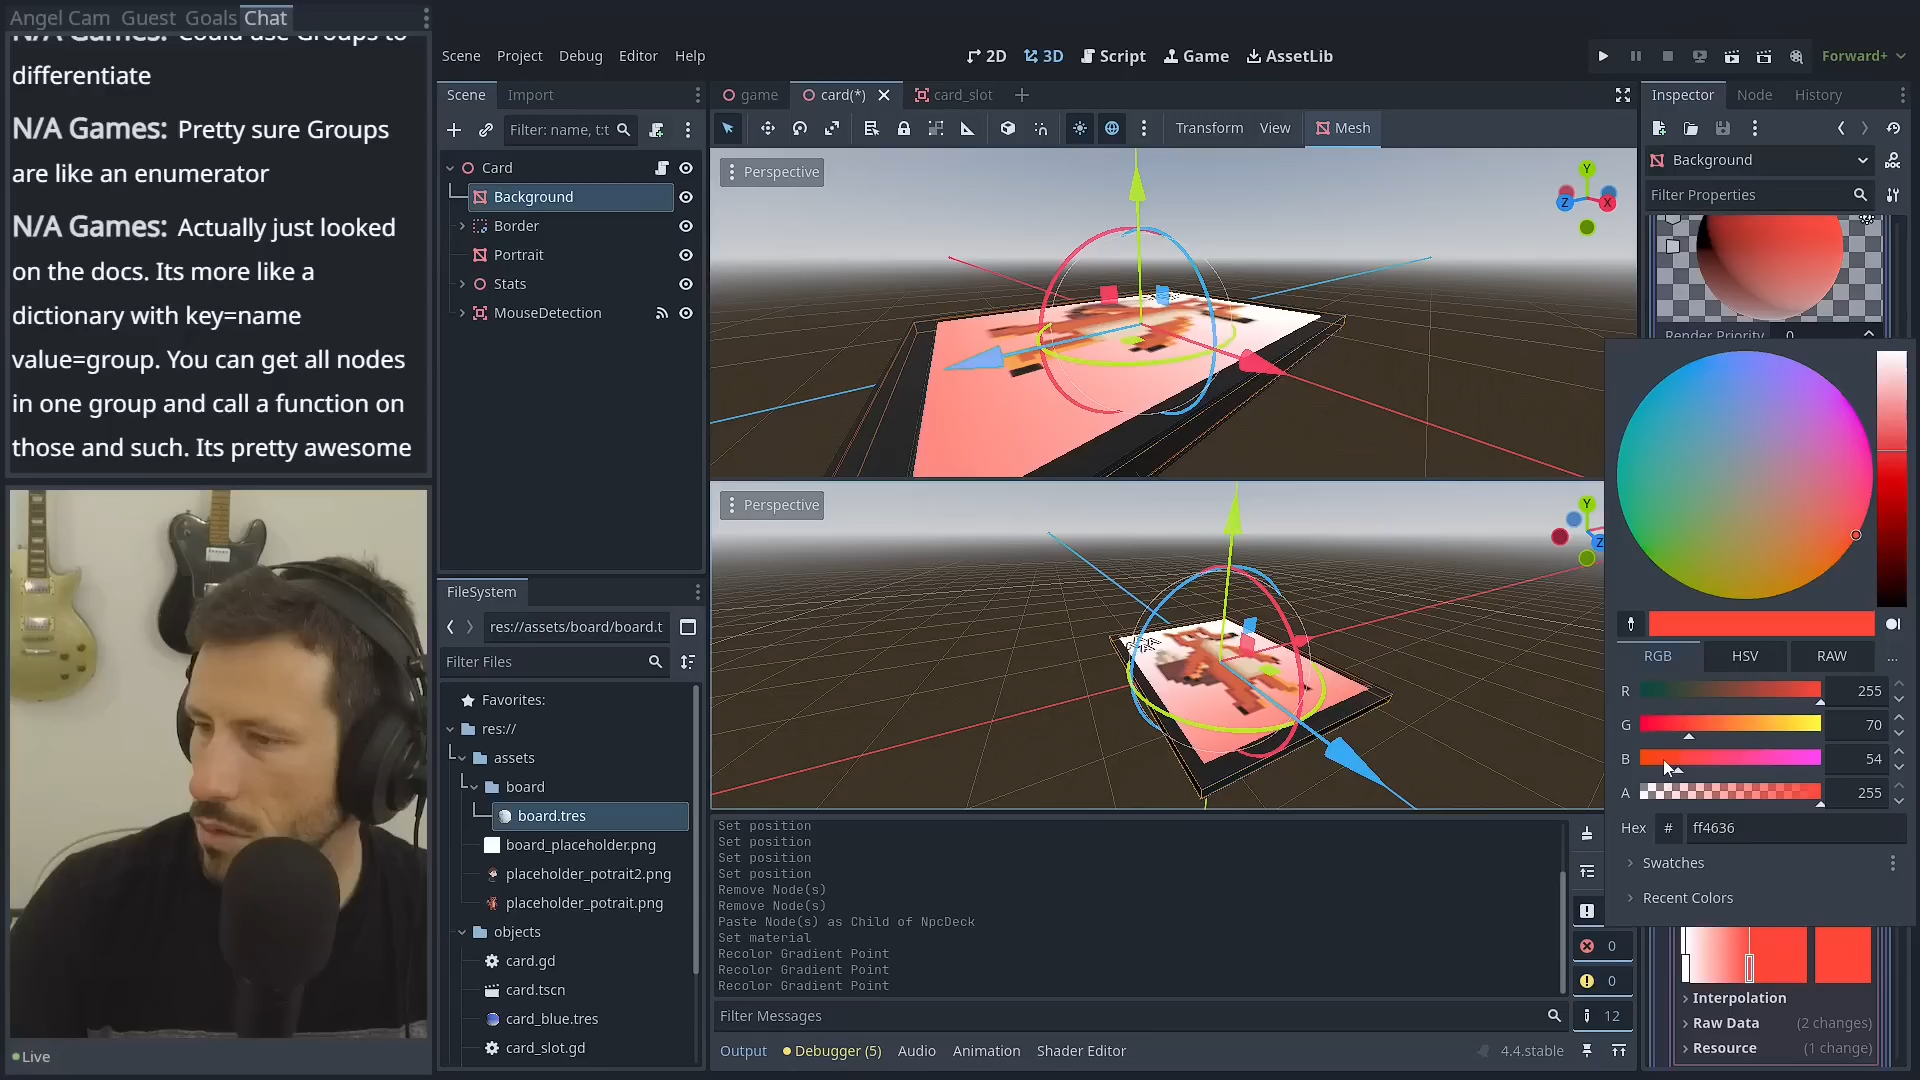 Angel Cam Guest Goals Chat
N/A Games: Could use Groups to
differentiate
N/A Games: Pretty sure Groups
are like an enumerator
N/A Games: Actually just looked
on the docs. Its more like a
dictionary with key=name
value=group. You can get all nodes
in one group and call a function on
those and such. Its pretty awesome
Live
Scene Project Debug Editor Help
2D 3D Script Game AssetLib
Forward+
Scene Import
Filter: name, t:t
Card
Background
Border
Portrait
Stats
MouseDetection
FileSystem
res://assets/board/board.t
Filter Files
Favorites:
res://
assets
board
board.tres
board_placeholder.png
placeholder_potrait2.png
placeholder_potrait.png
objects
card.gd
card.tscn
card_blue.tres
card_slot.gd
game card(*) card_slot
Transform View Mesh
Perspective
Y
Z X
Perspective
Y
Z
Set position
Set position
Set position
Set position
Remove Node(s)
Remove Node(s)
Paste Node(s) as Child of NpcDeck
Set material
Recolor Gradient Point
Recolor Gradient Point
Recolor Gradient Point
Filter Messages
0
0
12
Output Debugger (5) Audio Animation Shader Editor
4.4.stable
Inspector Node History
Background
Filter Properties
Render Priority 0
RGB HSV RAW ...
R 255
G 70
B 54
A 255
Hex # ff4636
Swatches
Recent Colors
Interpolation
Raw Data (2 changes)
Resource (1 change)